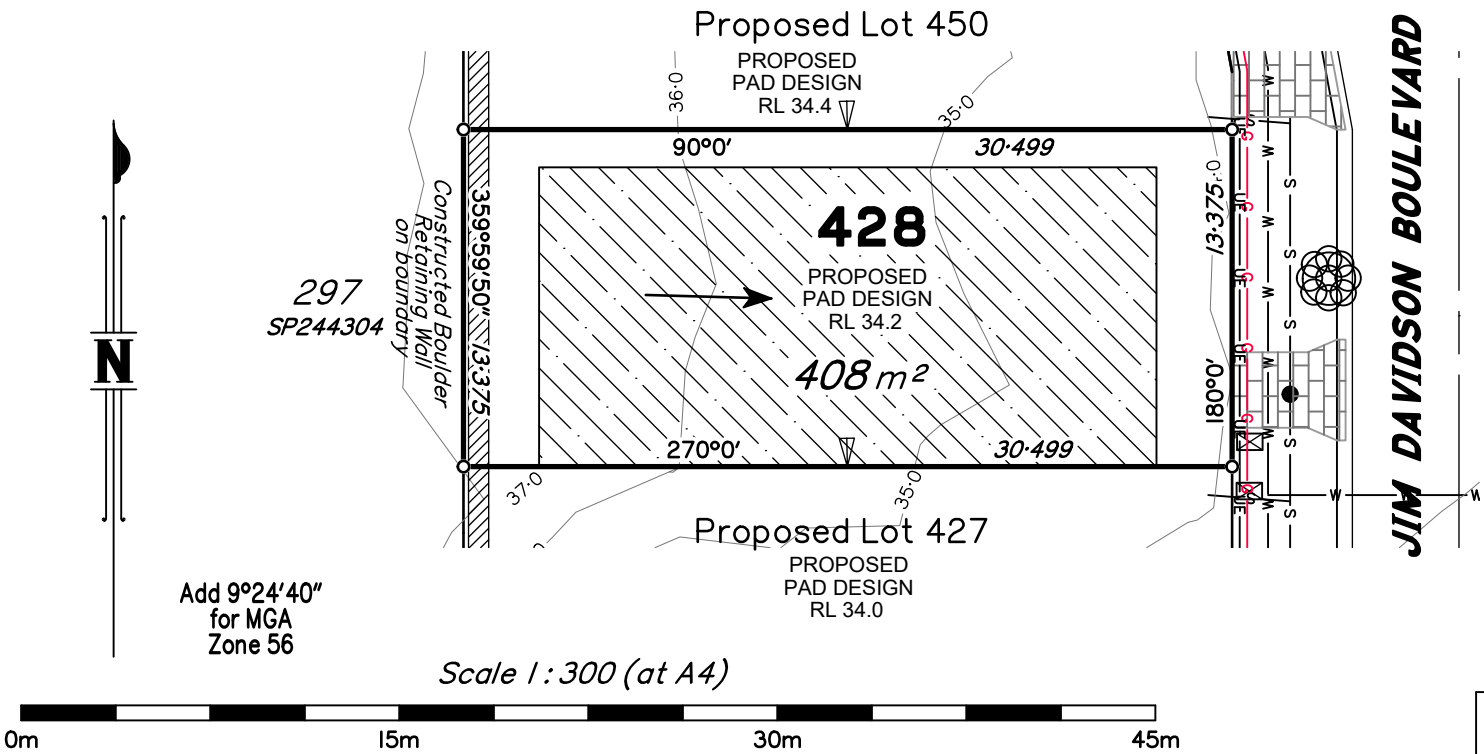 Proposed Lot 450
PROPOSED
PAD DESIGN
RL 34.4
36·0
35·0
90°0'
30·499
JIM DAVIDSON BOULEVARD
Constructed Boulder
Retaining Wall
on boundary
359°59'50"
13·375
13·375
180°0'
428
PROPOSED
PAD DESIGN
RL 34.2
408 m²
297
SP244304
N
270°0'
30·499
37·0
35·0
Proposed Lot 427
PROPOSED
PAD DESIGN
RL 34.0
Add 9°24'40"
for MGA
Zone 56
UE
G
W
S
UE
G
W
S
UE
G
W
S
UE
G
W
S
W
W
Scale 1 : 300 (at A4)
0m
15m
30m
45m